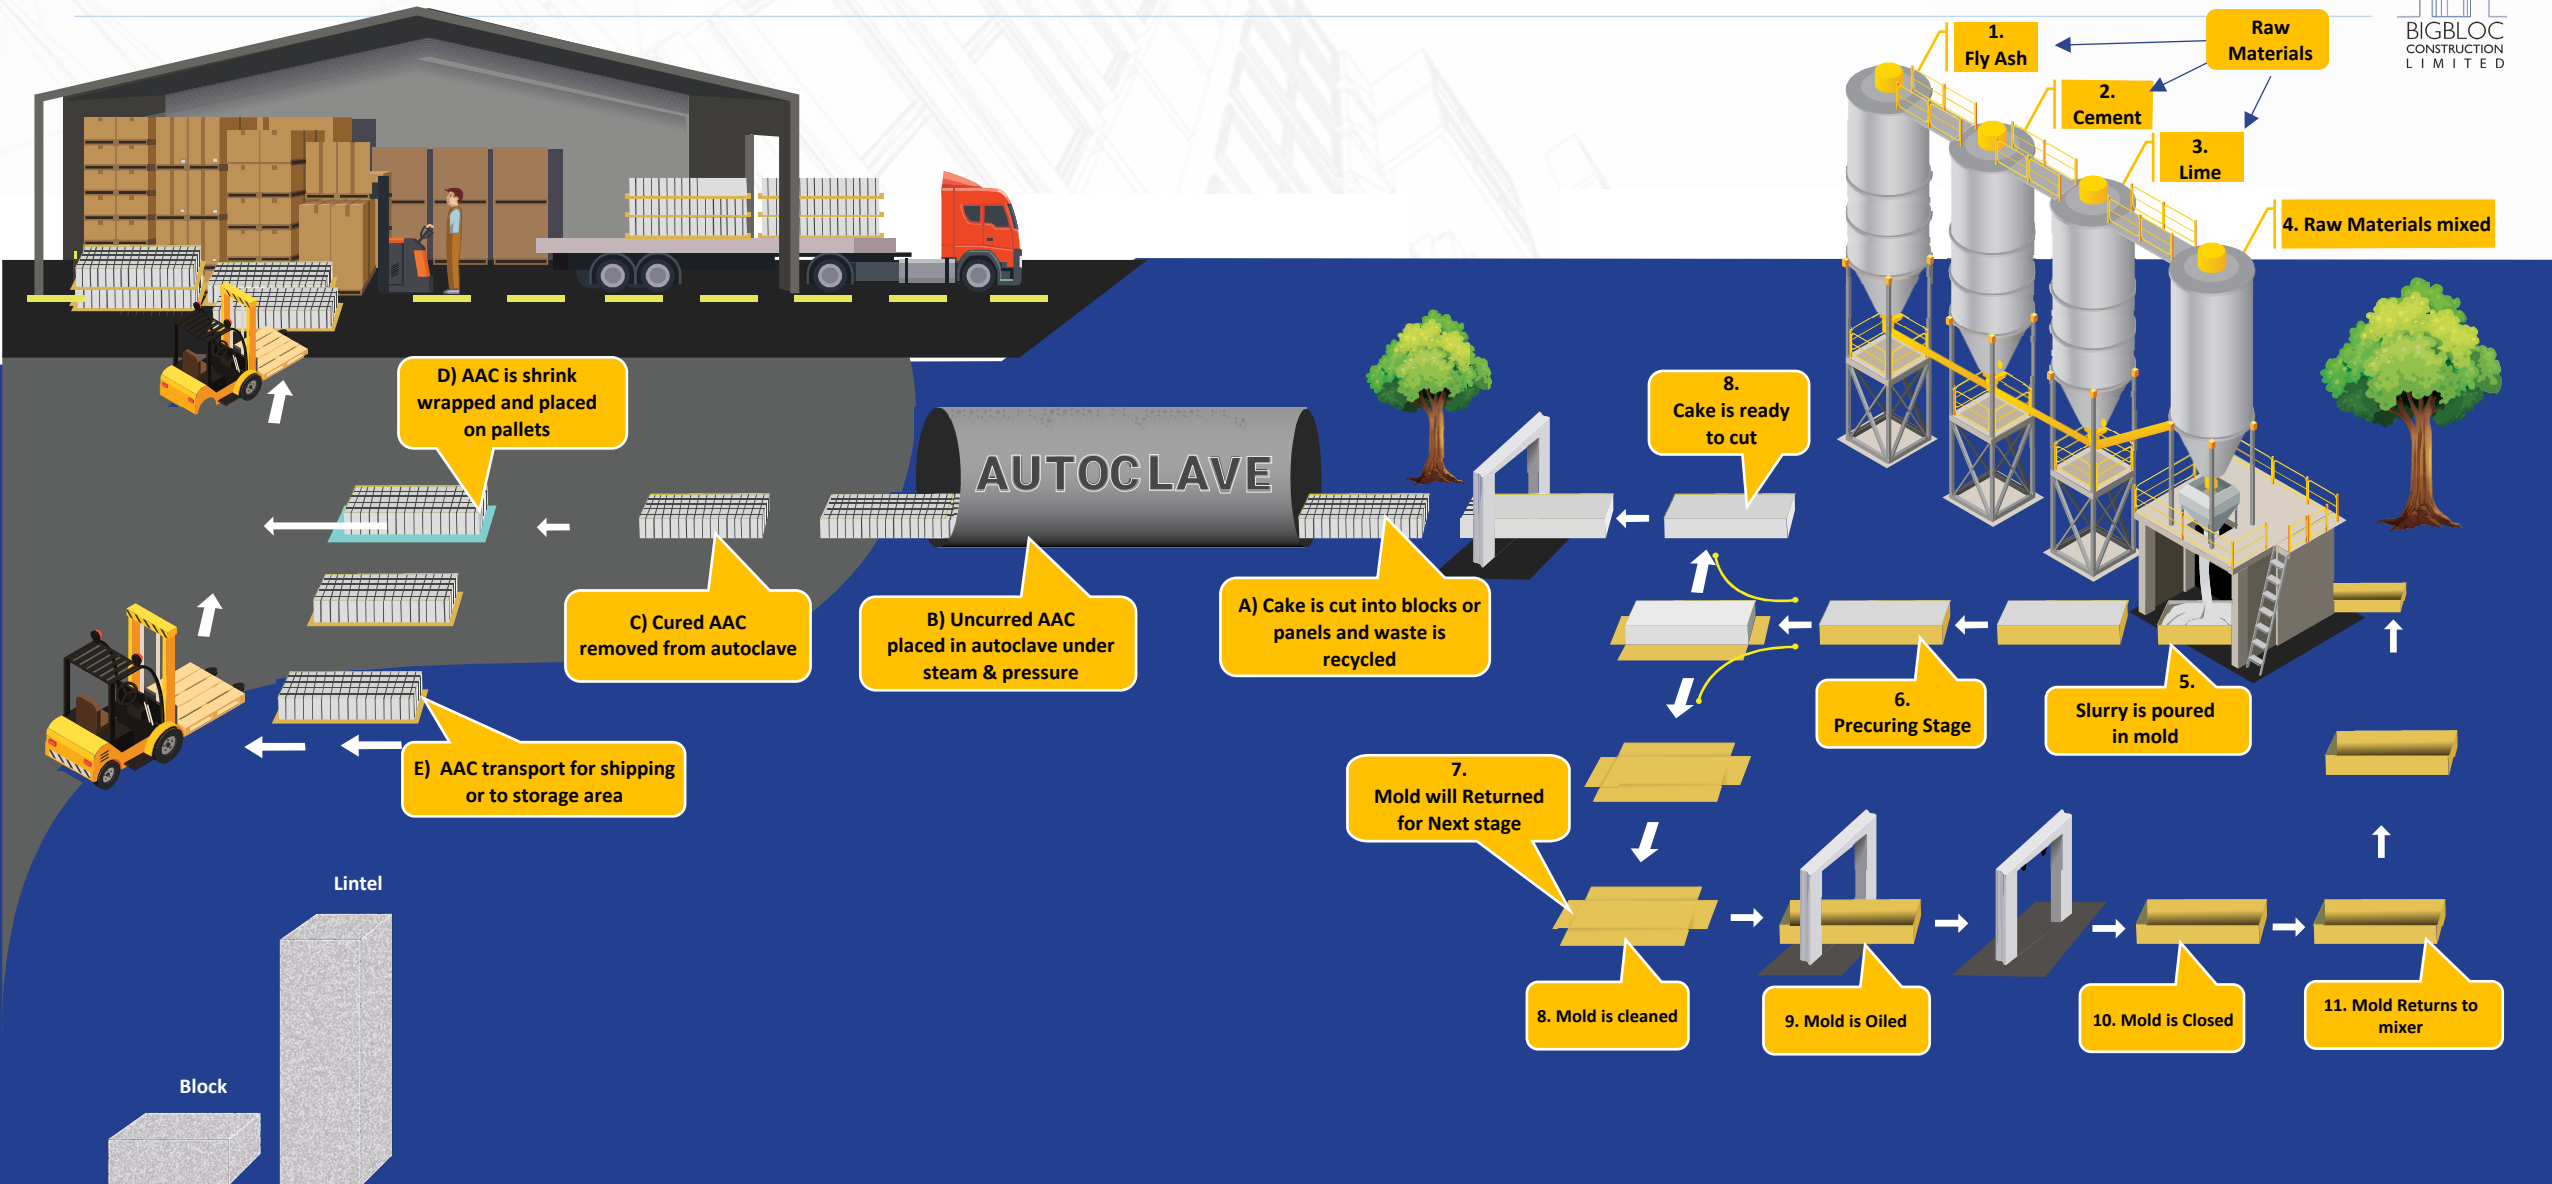 BIGBLOC
CONSTRUCTION
LIMITED
Raw
Materials
1.
Fly Ash
2.
Cement
3.
Lime
4. Raw Materials mixed
D) AAC is shrink
wrapped and placed
on pallets
AUTOCLAVE
8.
Cake is ready
to cut
C) Cured AAC
removed from autoclave
B) Uncurred AAC
placed in autoclave under
steam & pressure
A) Cake is cut into blocks or
panels and waste is
recycled
6.
Precuring Stage
5.
Slurry is poured
in mold
E) AAC transport for shipping
or to storage area
7.
Mold will Returned
for Next stage
8. Mold is cleaned
9. Mold is Oiled
10. Mold is Closed
11. Mold Returns to
mixer
Lintel
Block